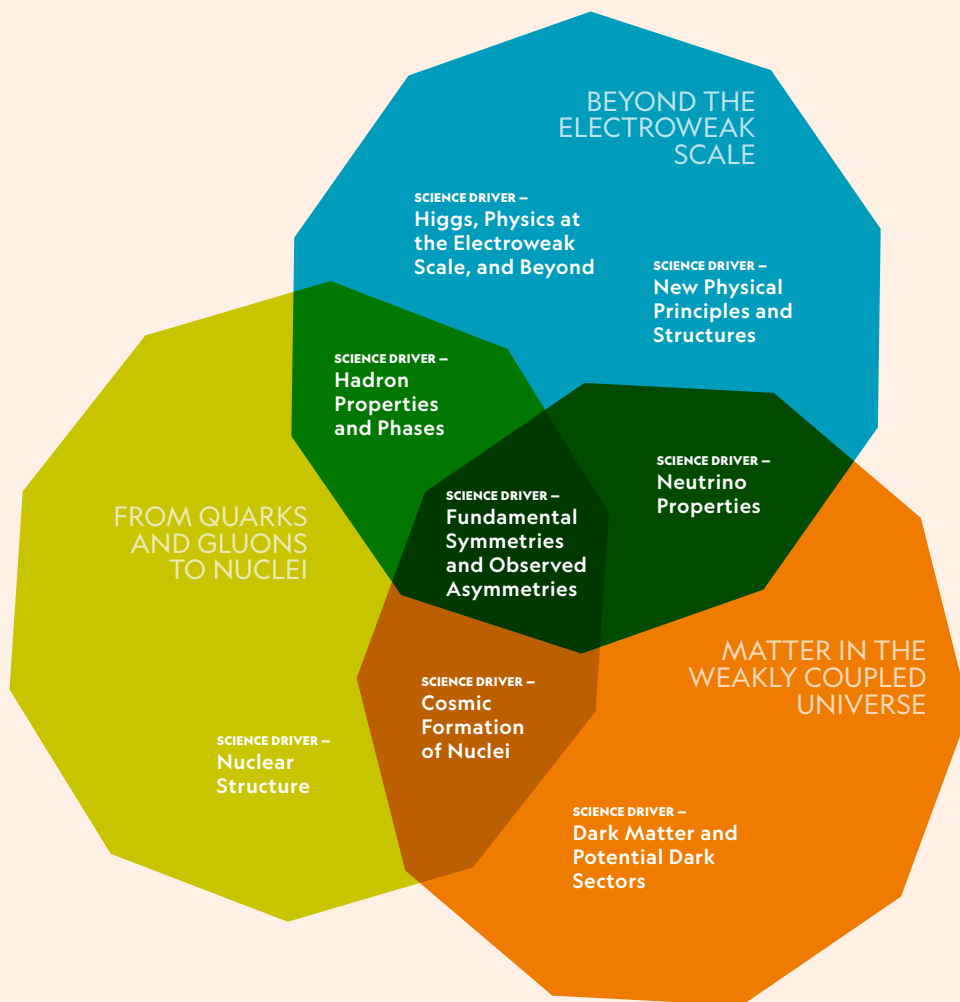 BEYOND THE
ELECTROWEAK
SCALE
SCIENCE DRIVER –
Higgs, Physics at
the Electroweak
Scale, and Beyond
SCIENCE DRIVER –
New Physical
Principles and
Structures
SCIENCE DRIVER –
Hadron
Properties
and Phases
SCIENCE DRIVER –
Neutrino
Properties
SCIENCE DRIVER –
Fundamental
Symmetries
and Observed
Asymmetries
FROM QUARKS
AND GLUONS
TO NUCLEI
MATTER IN THE
WEAKLY COUPLED
UNIVERSE
SCIENCE DRIVER –
Cosmic
Formation
of Nuclei
SCIENCE DRIVER –
Nuclear
Structure
SCIENCE DRIVER –
Dark Matter and
Potential Dark
Sectors